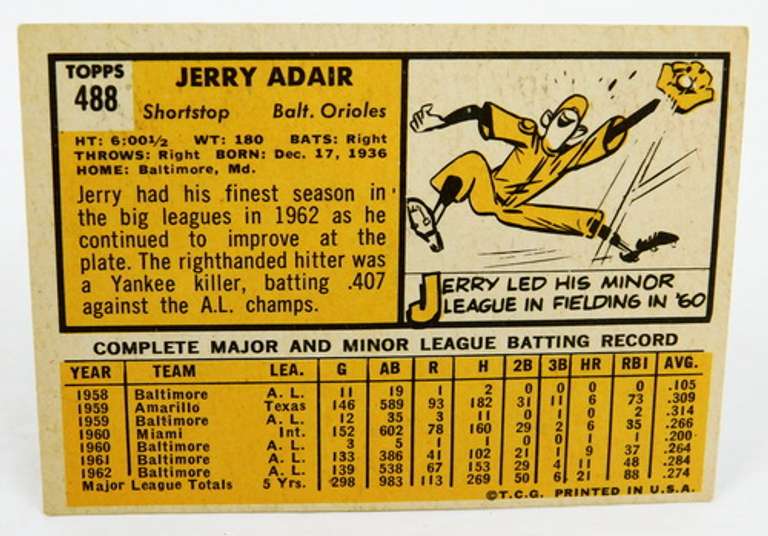 TOPPS
488
JERRY ADAIR
Shortstop Balt. Orioles
HT: 6:00½ WT: 180 BATS: Right
THROWS: Right BORN: Dec. 17, 1936
HOME: Baltimore, Md.
Jerry had his finest season in
the big leagues in 1962 as he
continued to improve at the
plate. The righthanded hitter was
a Yankee killer, batting .407
against the A.L. champs.
JERRY LED HIS MINOR
LEAGUE IN FIELDING IN '60
COMPLETE MAJOR AND MINOR LEAGUE BATTING RECORD
YEAR TEAM LEA. G AB R H 2B 3B HR RBI AVG.
1958 Baltimore A. L. 11 19 1 2 0 0 0 0 .105
1959 Amarillo Texas 146 589 93 182 31 11 6 73 .309
1959 Baltimore A. L. 12 35 3 11 0 1 0 2 .314
1960 Miami Int. 152 602 78 160 29 2 6 35 .266
1960 Baltimore A. L. 3 5 1 1 0 0 1 1 .200
1961 Baltimore A. L. 133 386 41 102 21 1 9 37 .264
1962 Baltimore A. L. 139 538 67 153 29 4 11 48 .284
Major League Totals 5 Yrs. 298 983 113 269 50 6 21 88 .274
©T.C.G. PRINTED IN U.S.A.